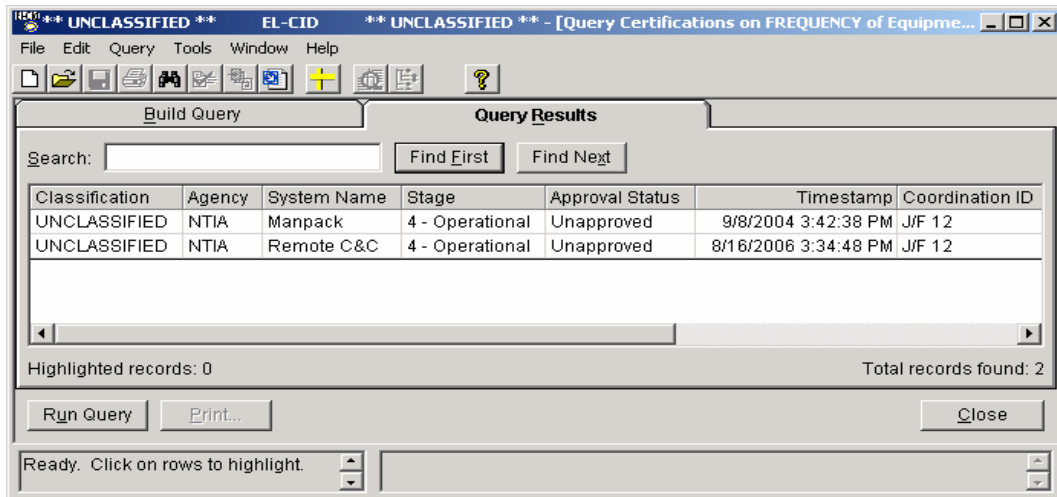 ** UNCLASSIFIED ** EL-CID ** UNCLASSIFIED ** - [Query Certifications on FREQUENCY of Equipme...
File Edit Query Tools Window Help
Build Query Query Results
Search: Find First Find Next
Classification Agency System Name Stage Approval Status Timestamp Coordination ID
UNCLASSIFIED NTIA Manpack 4 - Operational Unapproved 9/8/2004 3:42:38 PM J/F 12
UNCLASSIFIED NTIA Remote C&C 4 - Operational Unapproved 8/16/2006 3:34:48 PM J/F 12
Highlighted records: 0 Total records found: 2
Run Query Print... Close
Ready. Click on rows to highlight.